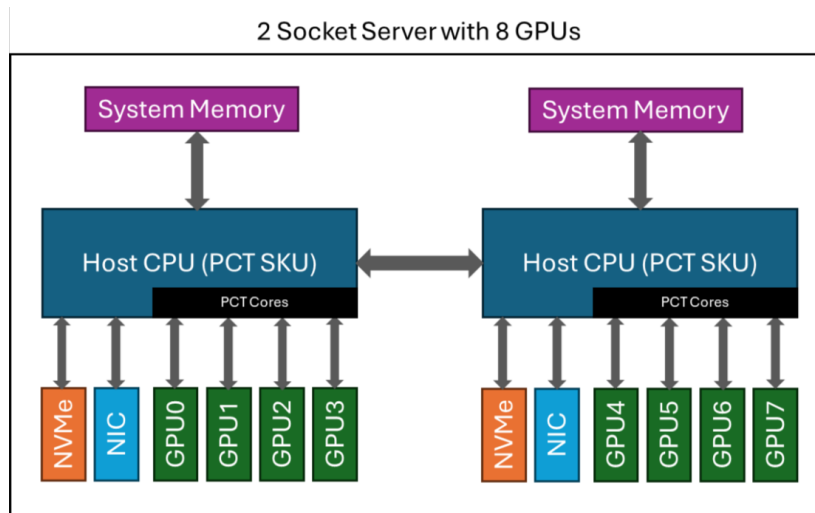 2 Socket Server with 8 GPUs
System Memory
System Memory
Host CPU (PCT SKU)
Host CPU (PCT SKU)
PCT Cores
PCT Cores
NVMe
NIC
GPU0
GPU1
GPU2
GPU3
NVMe
NIC
GPU4
GPU5
GPU6
GPU7